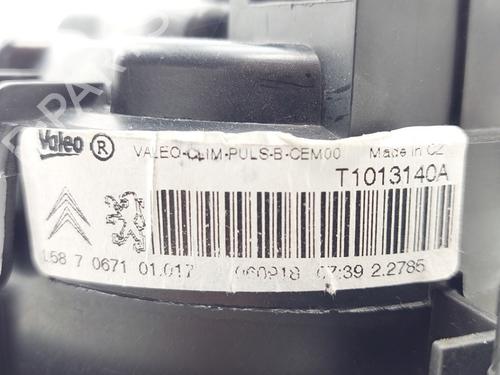 Valeo ® VALEO-CLIM-PULS-B-CEM00 Made in CZ
T1013140A
L58 7 0671 01.017 060918 07:39 2.2785